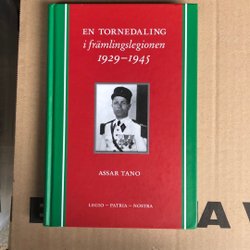 EN TORNEDALING
i främlingslegionen
1929–1945
ASSAR TANO
LEGIO – PATRIA – NOSTRA